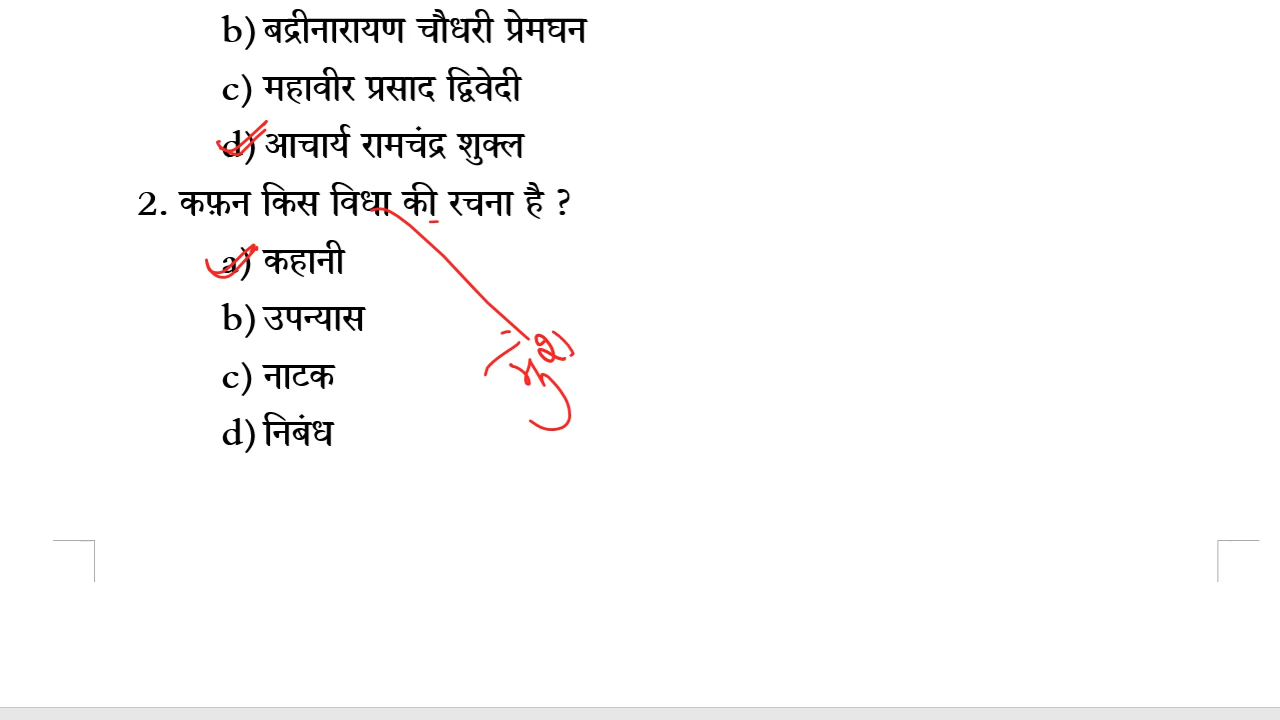 b) बद्रीनारायण चौधरी प्रेमघन
c) महावीर प्रसाद द्विवेदी
d) आचार्य रामचंद्र शुक्ल
2. कफ़न किस विधा की रचना है ?
a) कहानी
b) उपन्यास
c) नाटक
d) निबंध